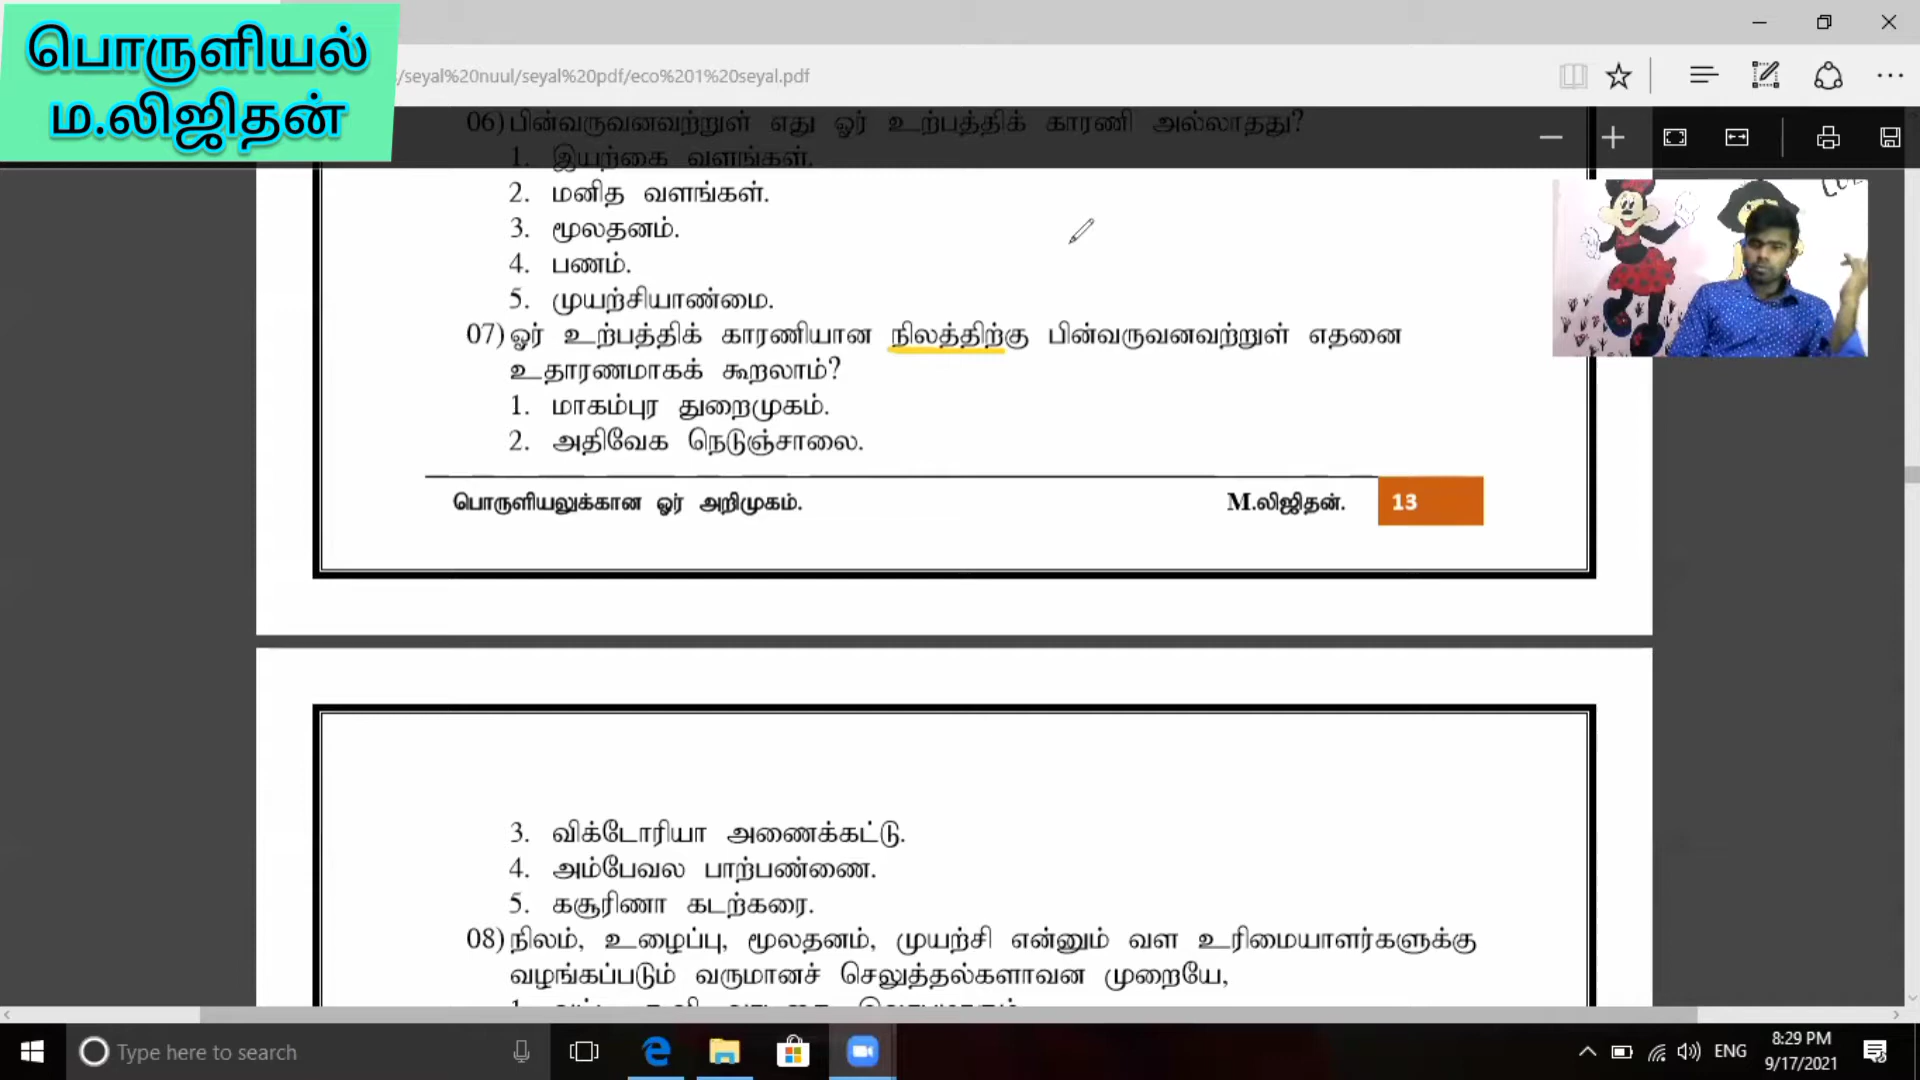 பொருளியல்
ம.லிஜிதன்
/seyal%20nuul/seyal%20pdf/eco%201%20seyal.pdf
06) பின்வருவனவற்றுள் எது ஓர் உற்பத்திக் காரணி அல்லாதது?
1. இயற்கை வளங்கள்.
2. மனித வளங்கள்.
3. மூலதனம்.
4. பணம்.
5. முயற்சியாண்மை.
07) ஓர் உற்பத்திக் காரணியான நிலத்திற்கு பின்வருவனவற்றுள் எதனை
உதாரணமாகக் கூறலாம்?
1. மாகம்புர துறைமுகம்.
2. அதிவேக நெடுஞ்சாலை.
பொருளியலுக்கான ஓர் அறிமுகம். M.லிஜிதன். 13
3. விக்டோரியா அணைக்கட்டு.
4. அம்பேவல பாற்பண்ணை.
5. கசூரிணா கடற்கரை.
08) நிலம், உழைப்பு, மூலதனம், முயற்சி என்னும் வள உரிமையாளர்களுக்கு
வழங்கப்படும் வருமானச் செலுத்தல்களாவன முறையே,
Type here to search
ENG
8:29 PM
9/17/2021